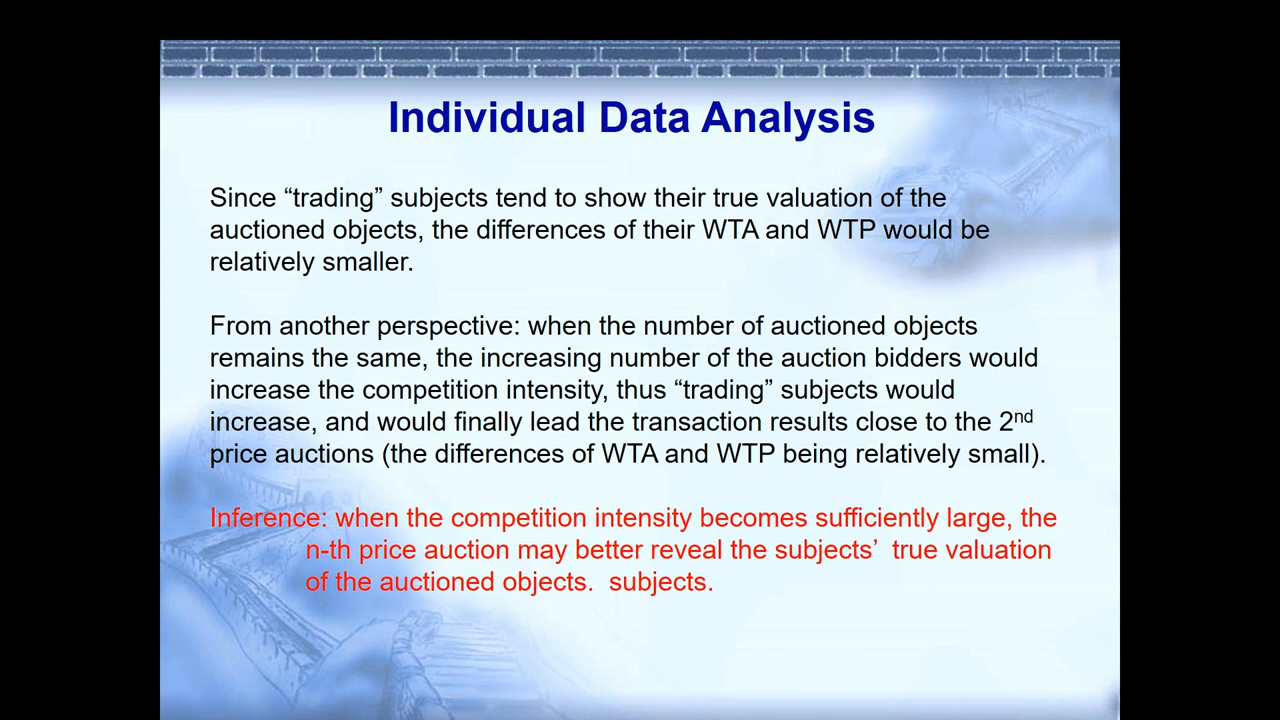 Individual Data Analysis
Since “trading” subjects tend to show their true valuation of the
auctioned objects, the differences of their WTA and WTP would be
relatively smaller.
From another perspective: when the number of auctioned objects
remains the same, the increasing number of the auction bidders would
increase the competition intensity, thus “trading” subjects would
increase, and would finally lead the transaction results close to the 2nd
price auctions (the differences of WTA and WTP being relatively small).
Inference: when the competition intensity becomes sufficiently large, the
n-th price auction may better reveal the subjects’ true valuation
of the auctioned objects. subjects.